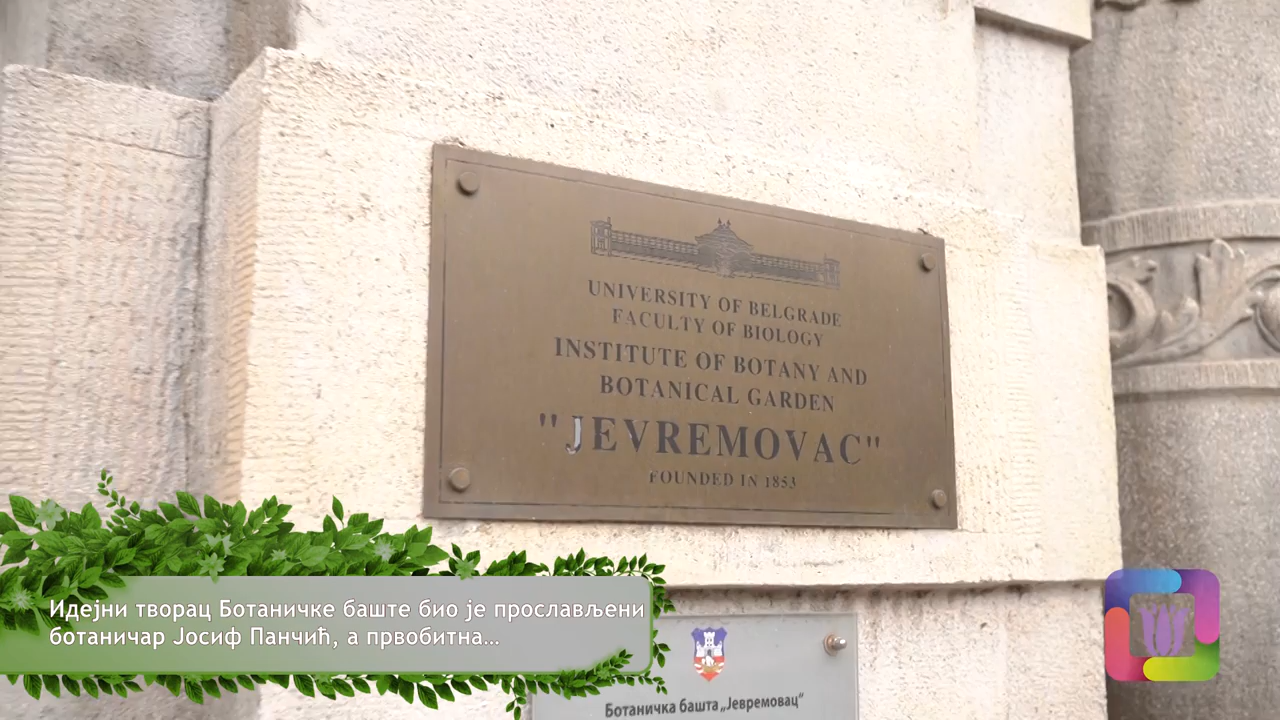 UNIVERSITY OF BELGRADE
FACULTY OF BIOLOGY
INSTITUTE OF BOTANY AND
BOTANICAL GARDEN
"JEVREMOVAC"
FOUNDED IN 1853
Идејни творац Ботаничке баште био је прослављени
ботаничар Јосиф Панчић, а првобитна...
Ботаничка башта „Јевремовац“